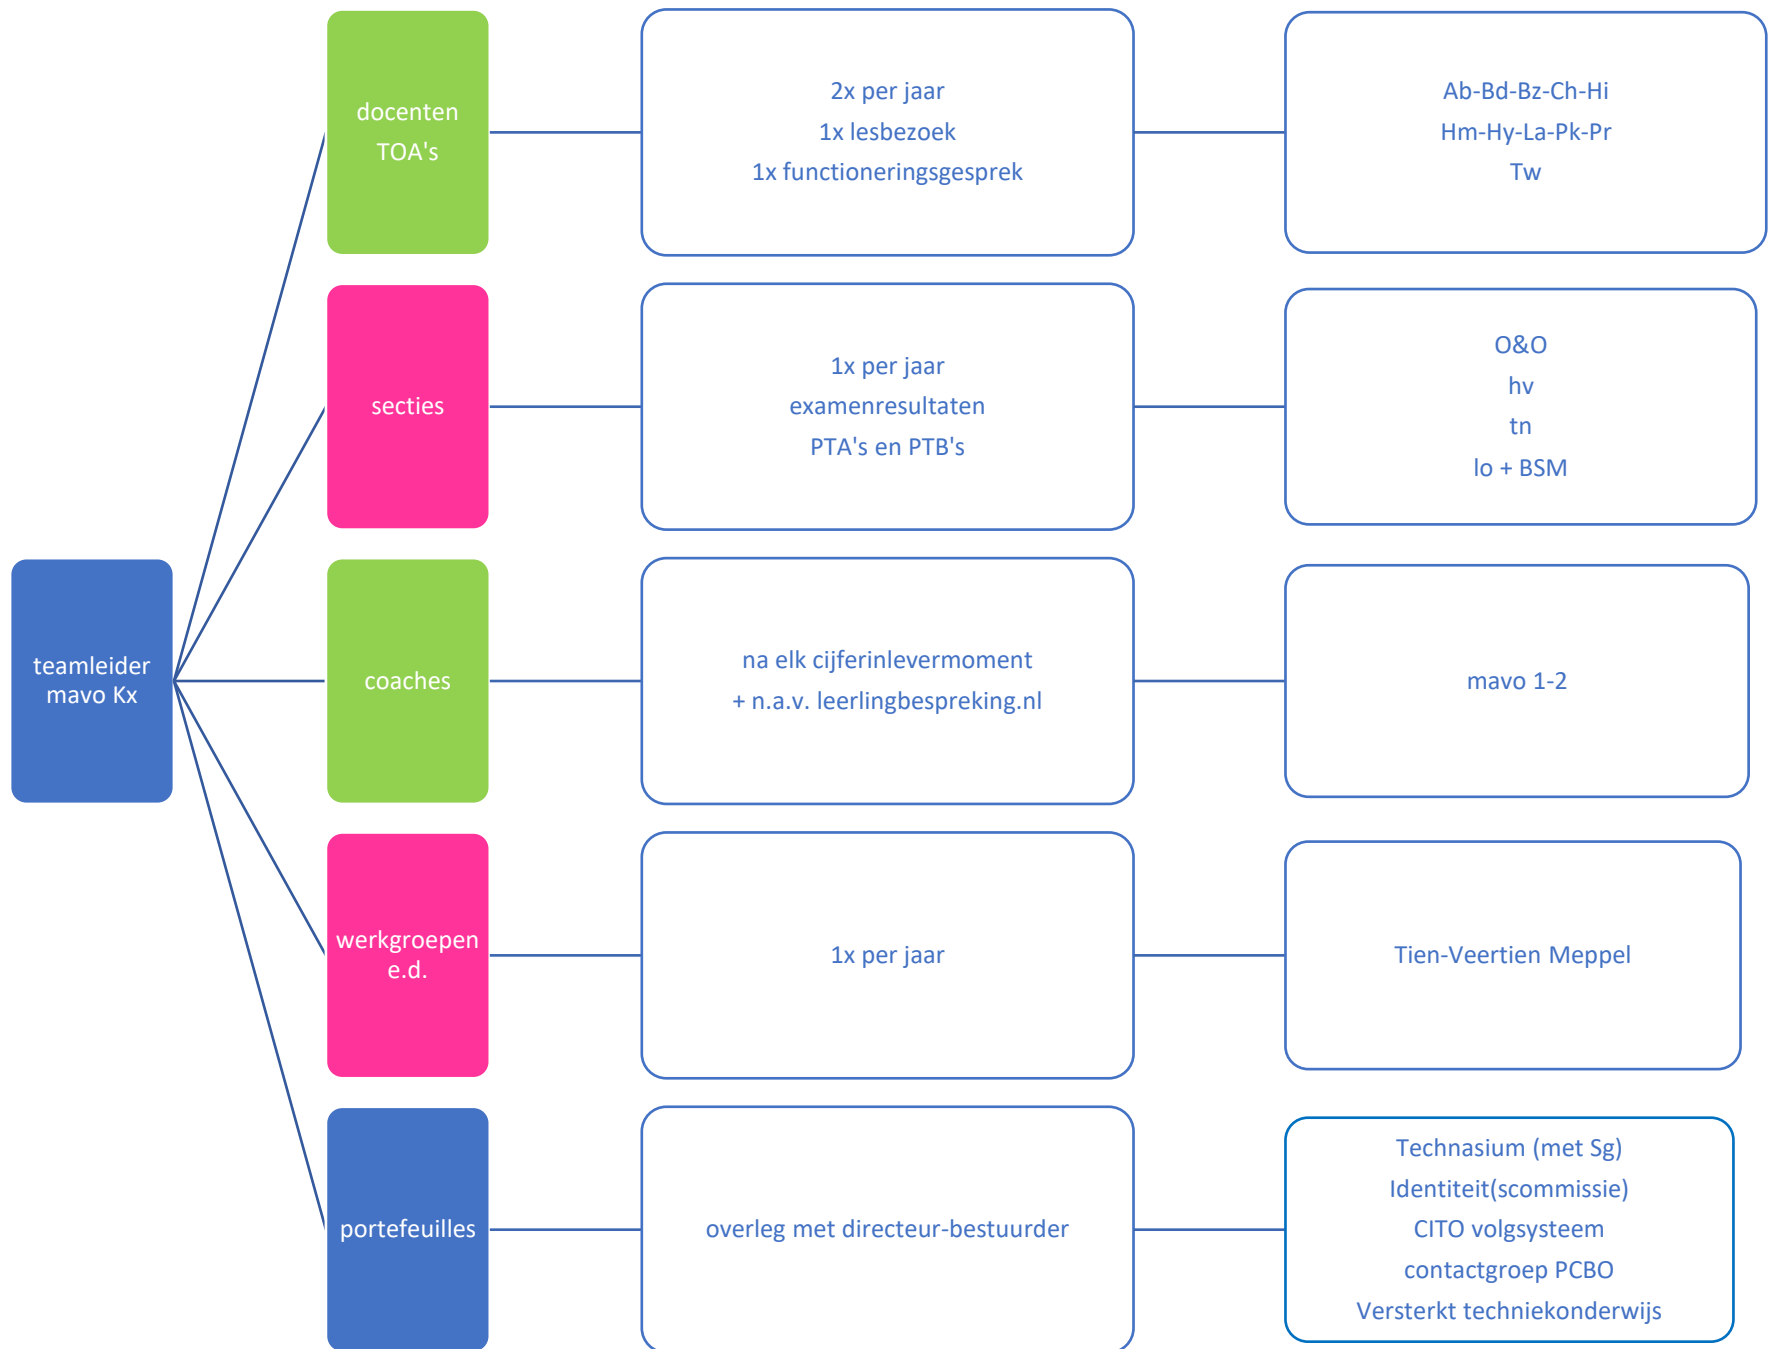 docenten
TOA's
2x per jaar
1x lesbezoek
1x functioneringsgesprek
Ab-Bd-Bz-Ch-Hi
Hm-Hy-La-Pk-Pr
Tw
secties
1x per jaar
examenresultaten
PTA's en PTB's
O&O
hv
tn
lo + BSM
teamleider
mavo Kx
coaches
na elk cijferinlevermoment
+ n.a.v. leerlingbespreking.nl
mavo 1-2
werkgroepen
e.d.
1x per jaar
Tien-Veertien Meppel
portefeuilles
overleg met directeur-bestuurder
Technasium (met Sg)
Identiteit(scommissie)
CITO volgsysteem
contactgroep PCBO
Versterkt techniekonderwijs